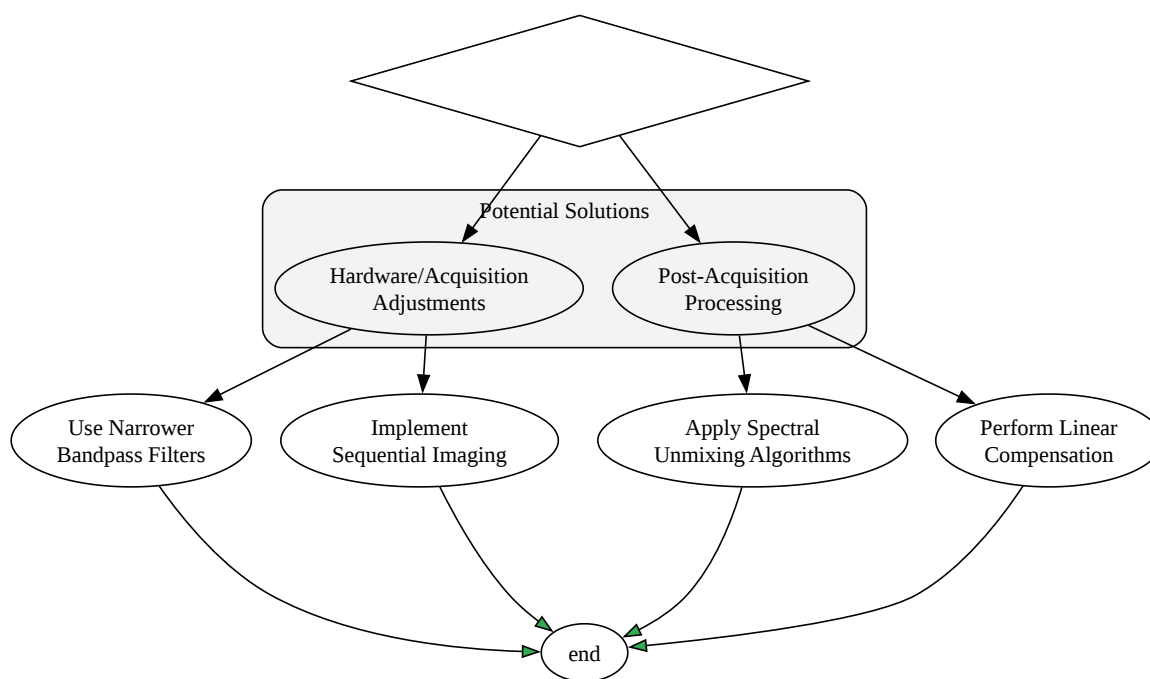 Potential Solutions
Hardware/Acquisition
Adjustments
Post-Acquisition
Processing
Use Narrower
Bandpass Filters
Implement
Sequential Imaging
Apply Spectral
Unmixing Algorithms
Perform Linear
Compensation
end